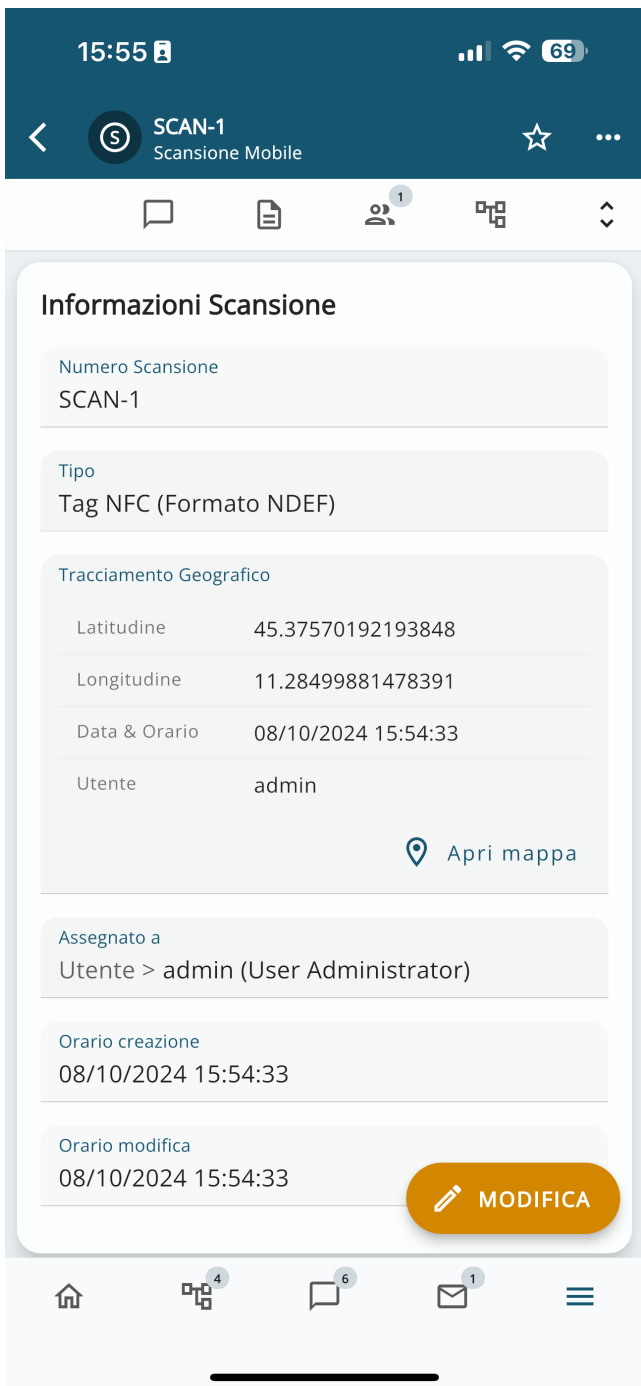 15:55
69
SCAN-1
Scansione Mobile
1
Informazioni Scansione
Numero Scansione
SCAN-1
Tipo
Tag NFC (Formato NDEF)
Tracciamento Geografico
Latitudine 45.37570192193848
Longitudine 11.28499881478391
Data & Orario 08/10/2024 15:54:33
Utente admin
Apri mappa
Assegnato a
Utente > admin (User Administrator)
Orario creazione
08/10/2024 15:54:33
Orario modifica
08/10/2024 15:54:33
MODIFICA
4 6 1